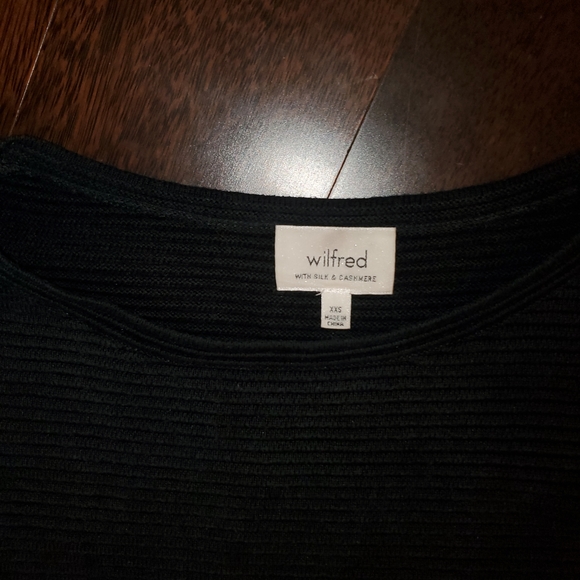 wilfred
WITH SILK & CASHMERE
XXS
MADE IN
CHINA